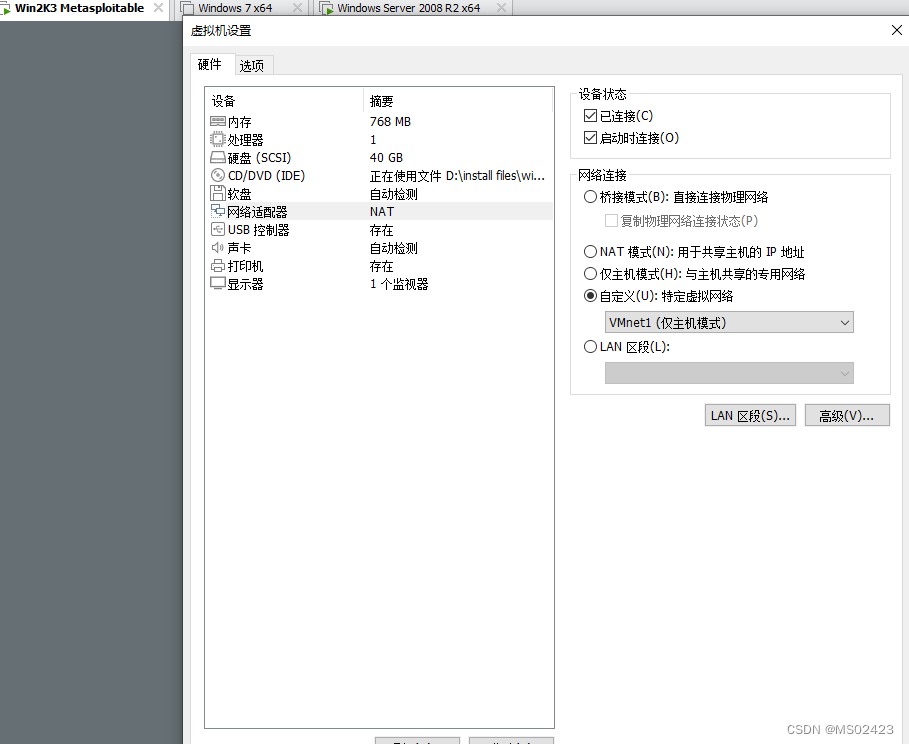 Win2K3 Metasploitable
Windows 7 x64
Windows Server 2008 R2 x64
虚拟机设置
硬件
选项
设备
摘要
内存
768 MB
处理器
1
硬盘 (SCSI)
40 GB
CD/DVD (IDE)
正在使用文件 D:\install files\wi...
软盘
自动检测
网络适配器
NAT
USB 控制器
存在
声卡
自动检测
打印机
存在
显示器
1 个监视器
设备状态
已连接(C)
启动时连接(O)
网络连接
桥接模式(B): 直接连接物理网络
复制物理网络连接状态(P)
NAT 模式(N): 用于共享主机的 IP 地址
仅主机模式(H): 与主机共享的专用网络
自定义(U): 特定虚拟网络
VMnet1 (仅主机模式)
LAN 区段(L):
LAN 区段(S)...
高级(V)...
CSDN @MS02423